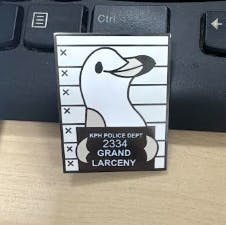 Ctrl
KPH POLICE DEPT
2334
GRAND
LARCENY